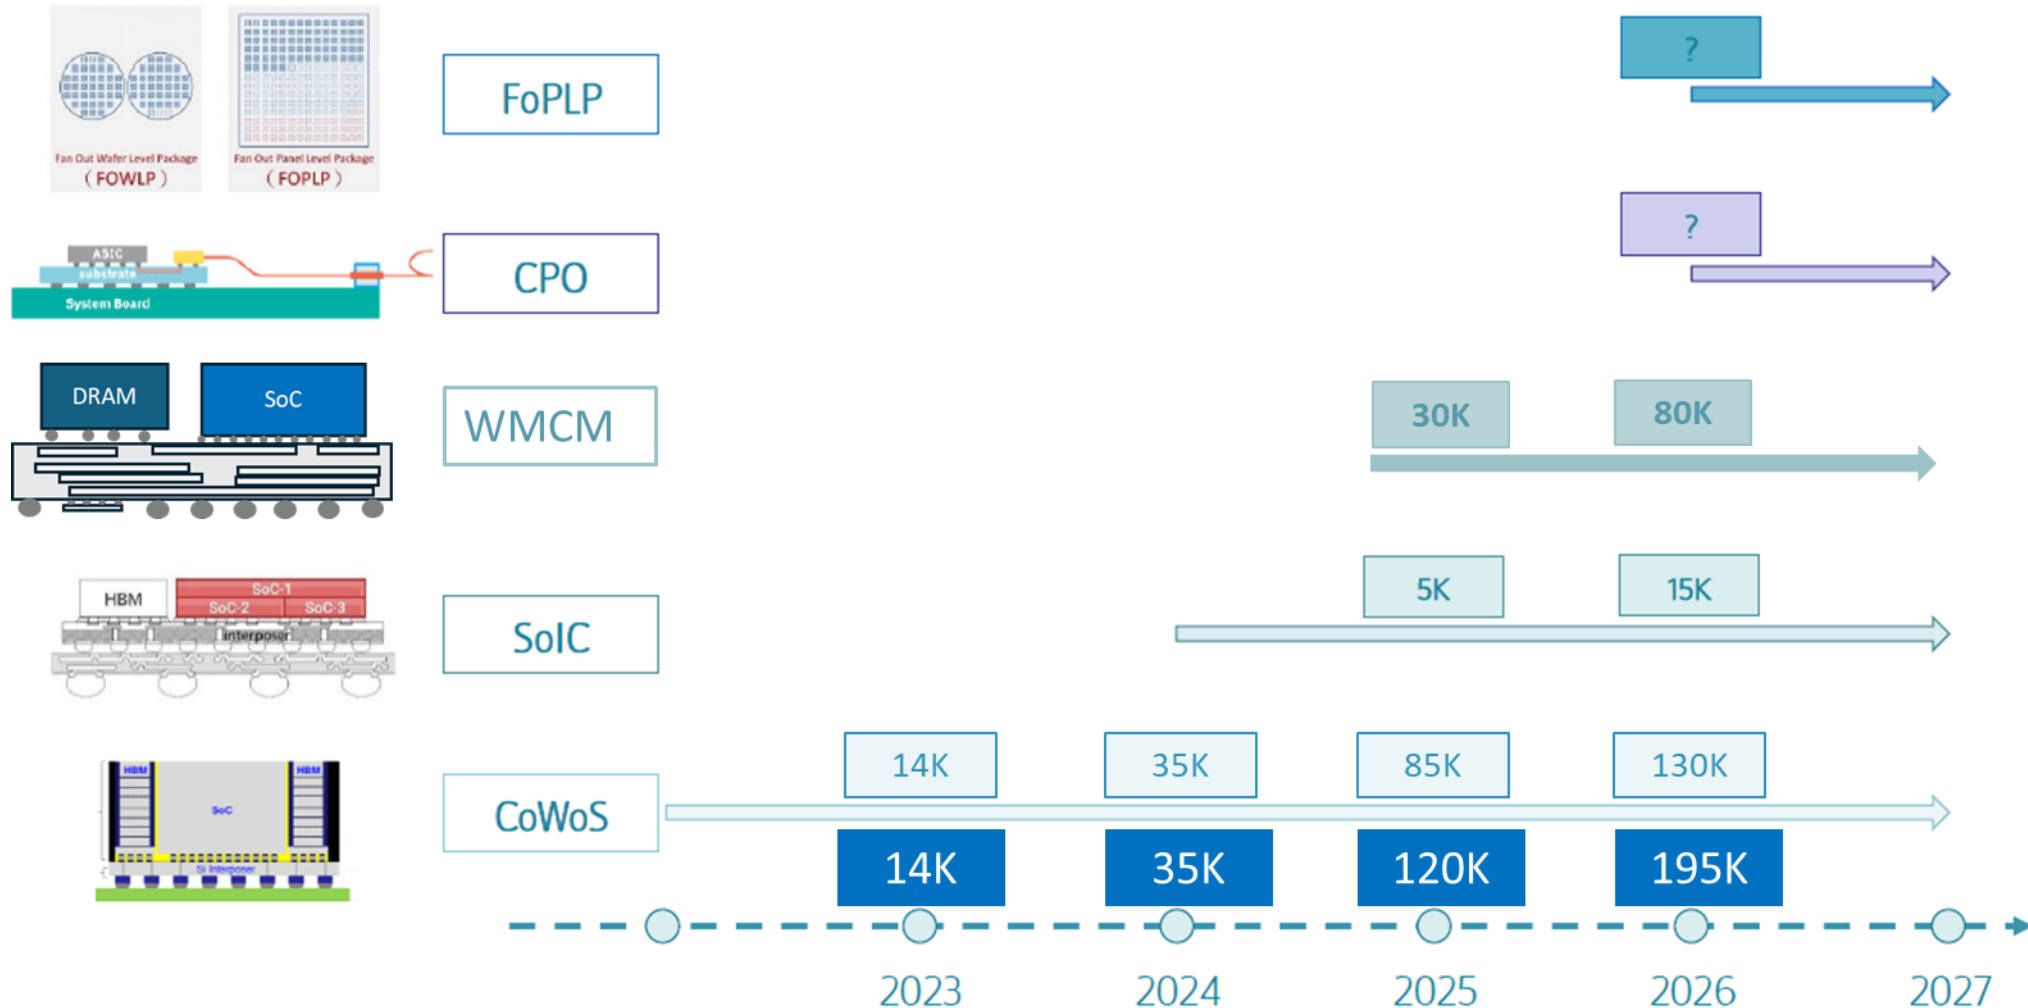 Fan Out Wafer Level Package
( FOWLP )
Fan Out Panel Level Package
( FOPLP )
FoPLP
?
ASIC
substrate
System Board
CPO
?
DRAM
SoC
WMCM
30K
80K
HBM
SoC-1
SoC-2
SoC-3
interposer
SoIC
5K
15K
HBM
SoC
HBM
Si Interposer
CoWoS
14K
35K
85K
130K
14K
35K
120K
195K
2023
2024
2025
2026
2027